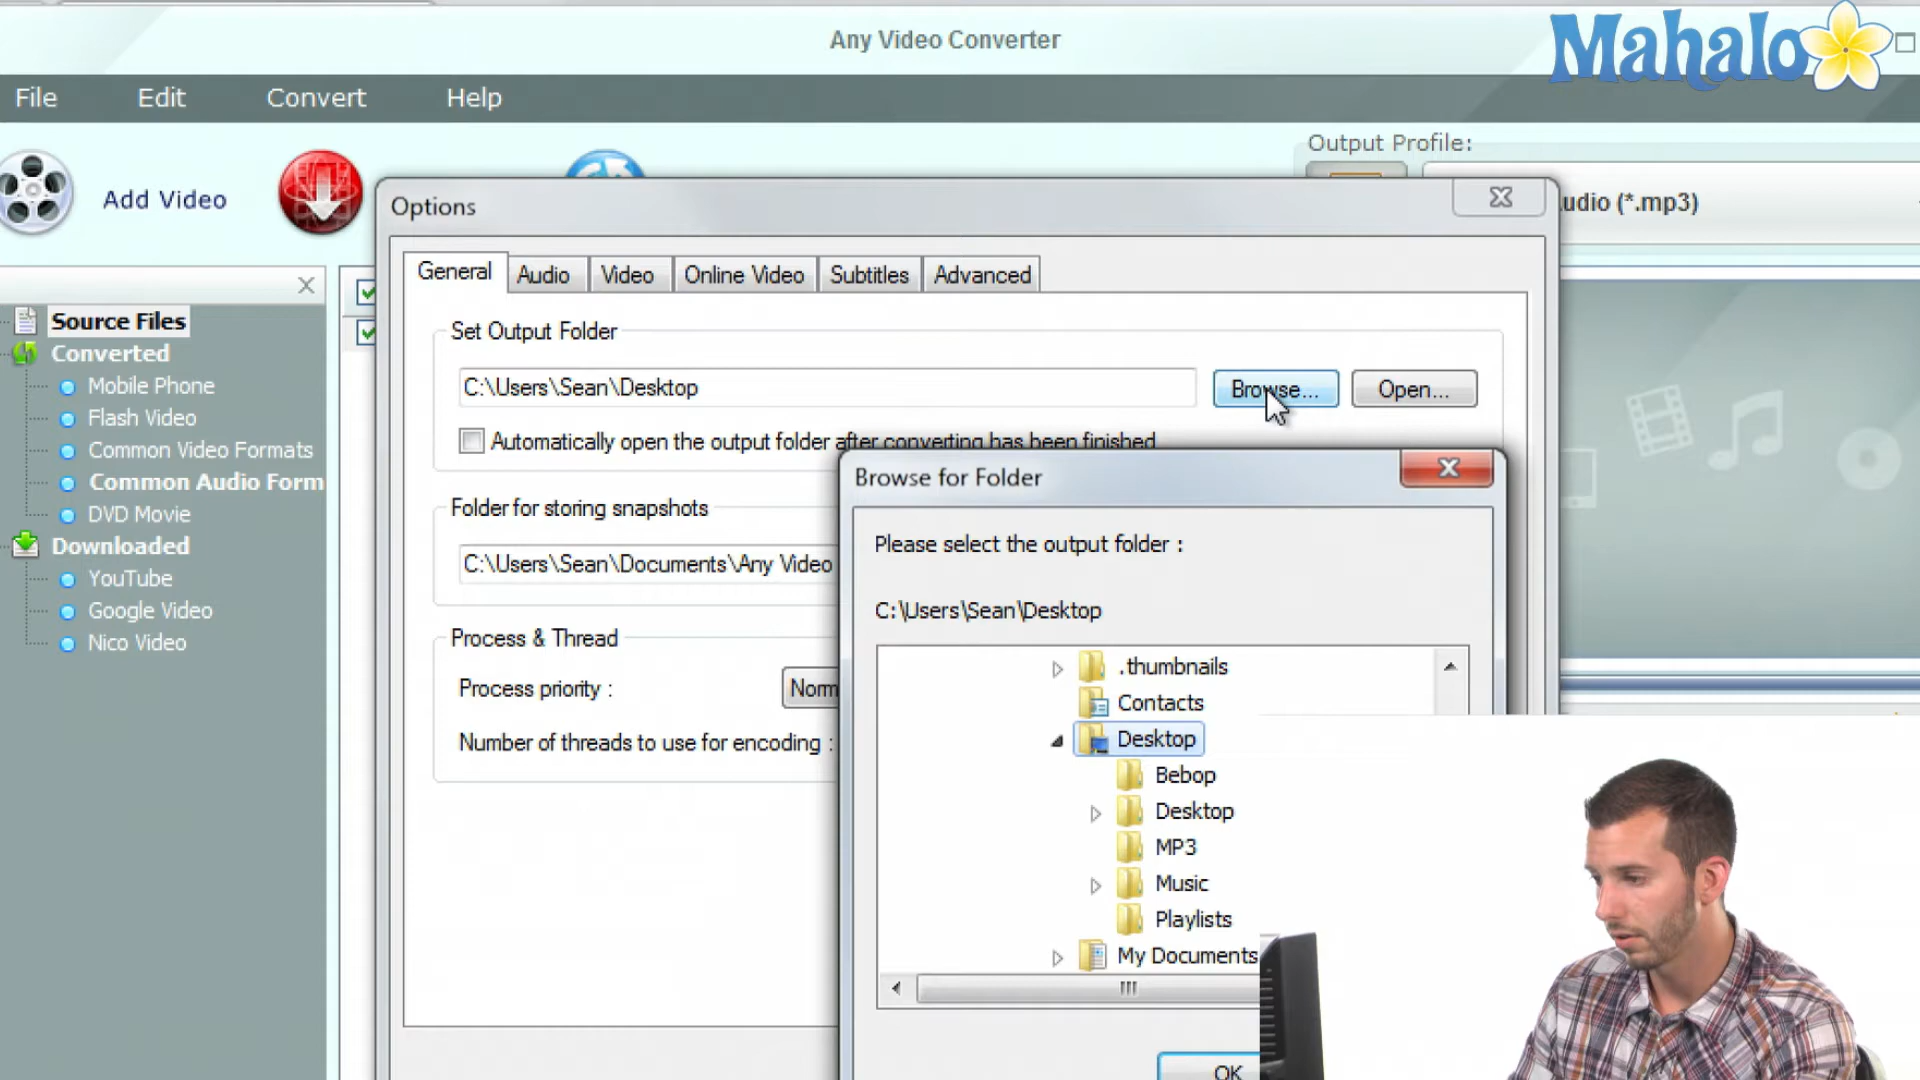 Any Video Converter
Mahalo
File Edit Convert Help
Output Profile:
Add Video
udio (*.mp3)
Options
General Audio Video Online Video Subtitles Advanced
Source Files
Converted
Mobile Phone
Flash Video
Common Video Formats
Common Audio Form
DVD Movie
Downloaded
YouTube
Google Video
Nico Video
Set Output Folder
C:\Users\Sean\Desktop
Browse... Open...
Automatically open the output folder after converting has been finished
Folder for storing snapshots
C:\Users\Sean\Documents\Any Video
Process & Thread
Process priority : Norm
Number of threads to use for encoding :
Browse for Folder
Please select the output folder :
C:\Users\Sean\Desktop
.thumbnails
Contacts
Desktop
Bebop
Desktop
MP3
Music
Playlists
My Documents
OK